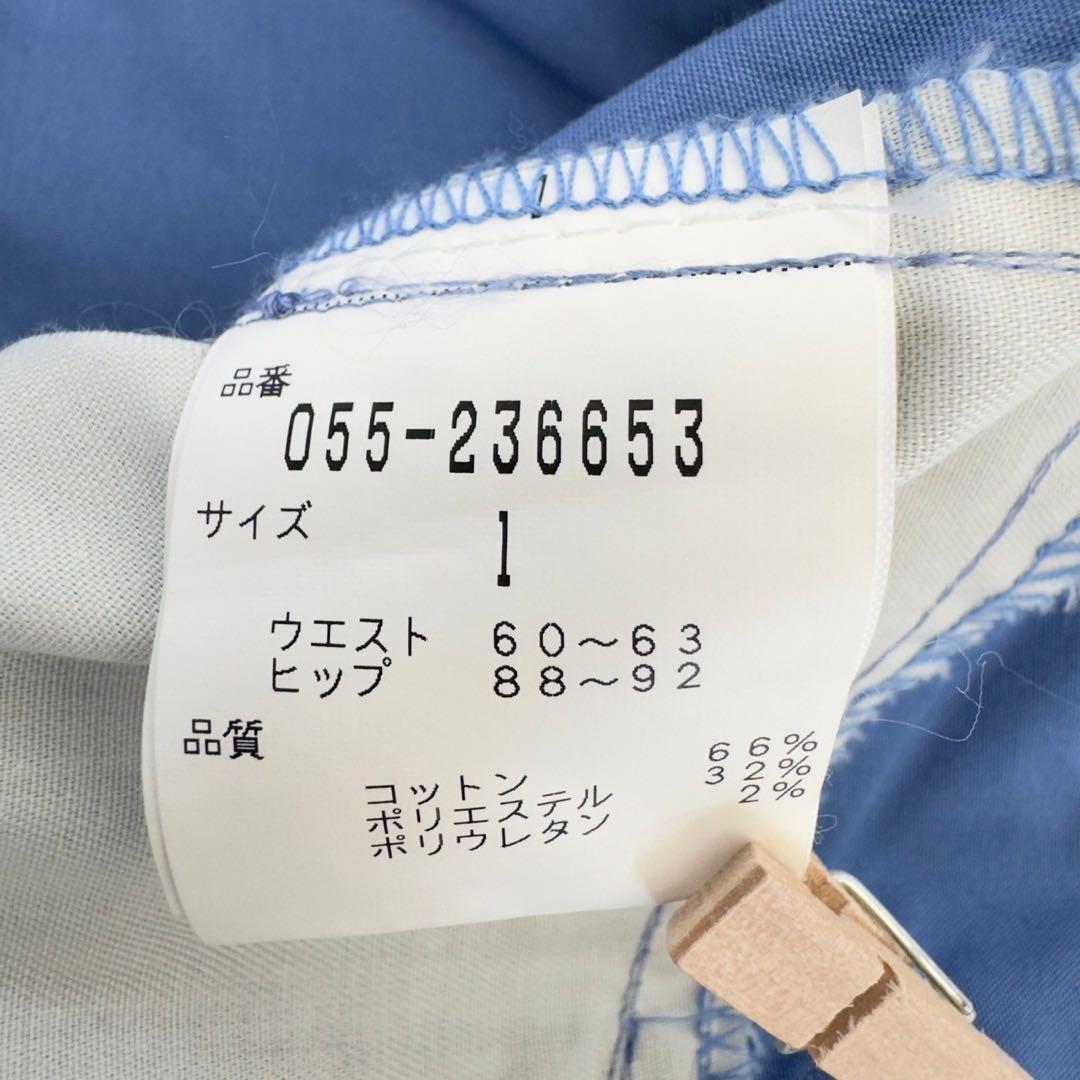 品番
055-236653
サイズ
1
ウエスト 60～63
ヒップ 88～92
品質
コットン 66%
ポリエステル 32%
ポリウレタン 2%